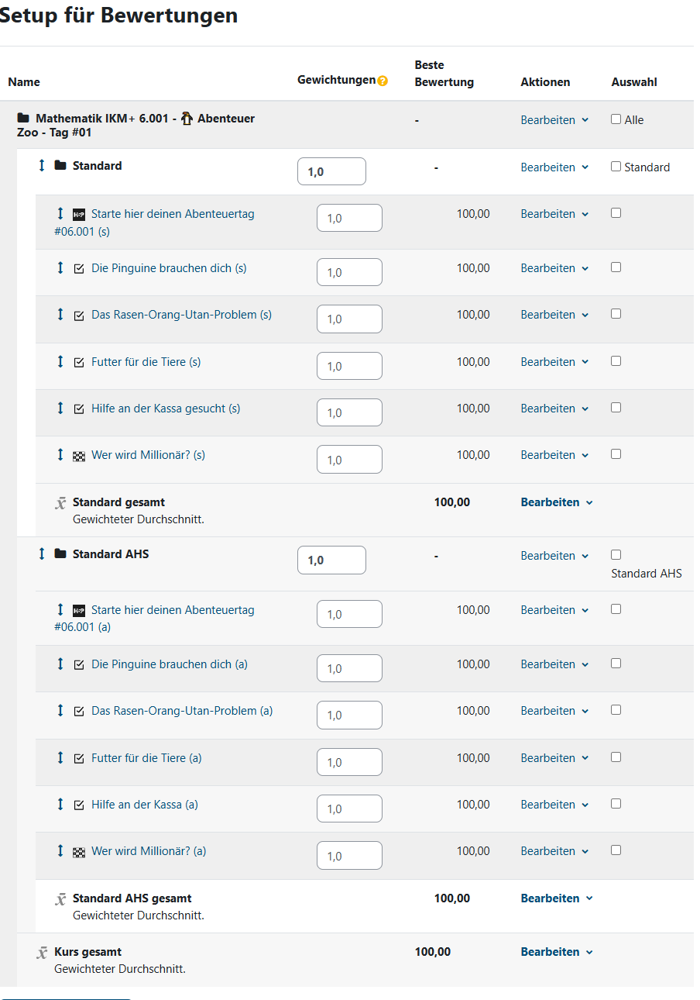 Setup für Bewertungen
Name Gewichtungen ? Beste Bewertung Aktionen Auswahl
Mathematik IKM+ 6.001 - Abenteuer
Zoo - Tag #01 - Bearbeiten Alle
Standard 1,0 - Bearbeiten Standard
H-P Starte hier deinen Abenteuertag
#06.001 (s) 1,0 100,00 Bearbeiten
Die Pinguine brauchen dich (s) 1,0 100,00 Bearbeiten
Das Rasen-Orang-Utan-Problem (s) 1,0 100,00 Bearbeiten
Futter für die Tiere (s) 1,0 100,00 Bearbeiten
Hilfe an der Kassa gesucht (s) 1,0 100,00 Bearbeiten
Wer wird Millionär? (s) 1,0 100,00 Bearbeiten
x̄ Standard gesamt 100,00 Bearbeiten
Gewichteter Durchschnitt.
Standard AHS 1,0 - Bearbeiten
Standard AHS
H-P Starte hier deinen Abenteuertag
#06.001 (a) 1,0 100,00 Bearbeiten
Die Pinguine brauchen dich (a) 1,0 100,00 Bearbeiten
Das Rasen-Orang-Utan-Problem (a) 1,0 100,00 Bearbeiten
Futter für die Tiere (a) 1,0 100,00 Bearbeiten
Hilfe an der Kassa (a) 1,0 100,00 Bearbeiten
Wer wird Millionär? (a) 1,0 100,00 Bearbeiten
x̄ Standard AHS gesamt 100,00 Bearbeiten
Gewichteter Durchschnitt.
x̄ Kurs gesamt 100,00 Bearbeiten
Gewichteter Durchschnitt.